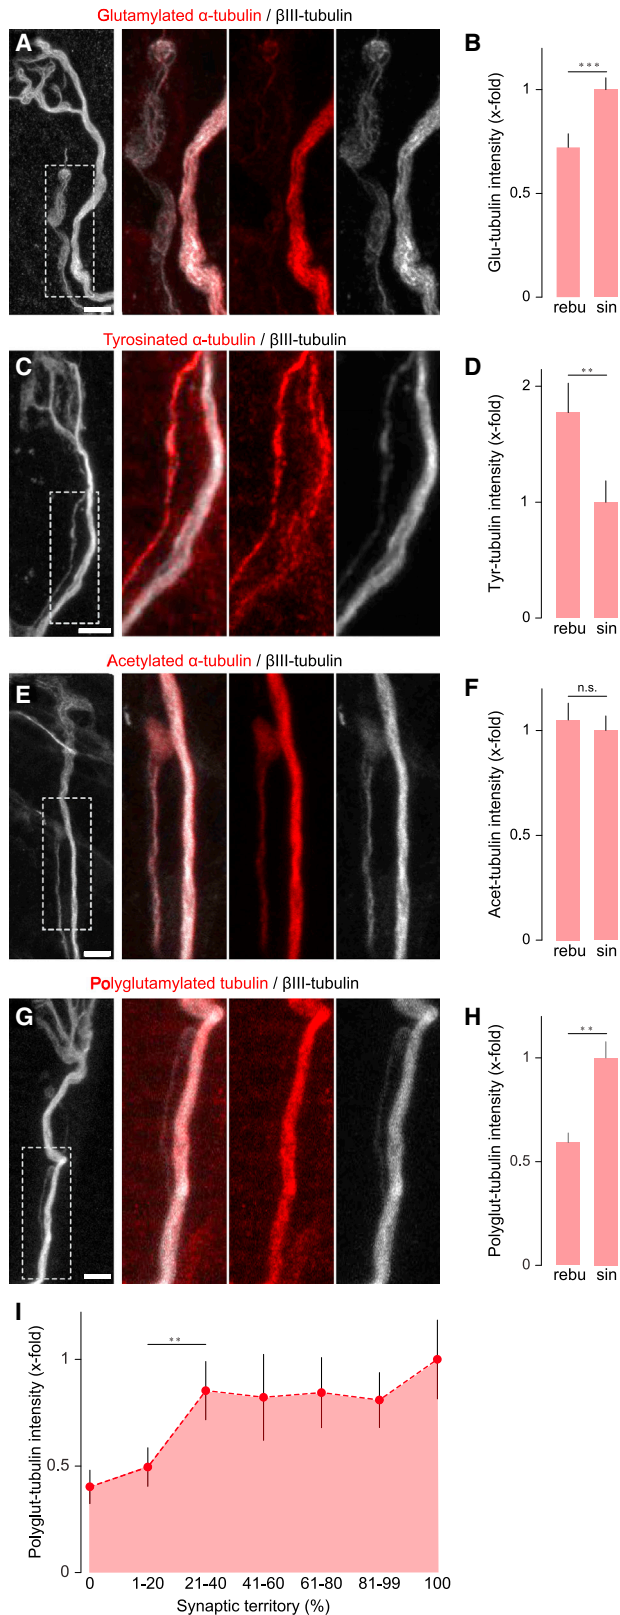 Glutamylated α-tubulin / βIII-tubulin
A
B
Glu-tubulin intensity (x-fold)
1
0.5
0
***
rebu sin
Tyrosinated α-tubulin / βIII-tubulin
C
D
Tyr-tubulin intensity (x-fold)
2
1
0
**
rebu sin
Acetylated α-tubulin / βIII-tubulin
E
F
Acet-tubulin intensity (x-fold)
1
0.5
0
n.s.
rebu sin
Polyglutamylated tubulin / βIII-tubulin
G
H
Polyglut-tubulin intensity (x-fold)
1
0.5
0
**
rebu sin
I
Polyglut-tubulin intensity (x-fold)
1
0.5
0
**
0 1-20 21-40 41-60 61-80 81-99 100
Synaptic territory (%)